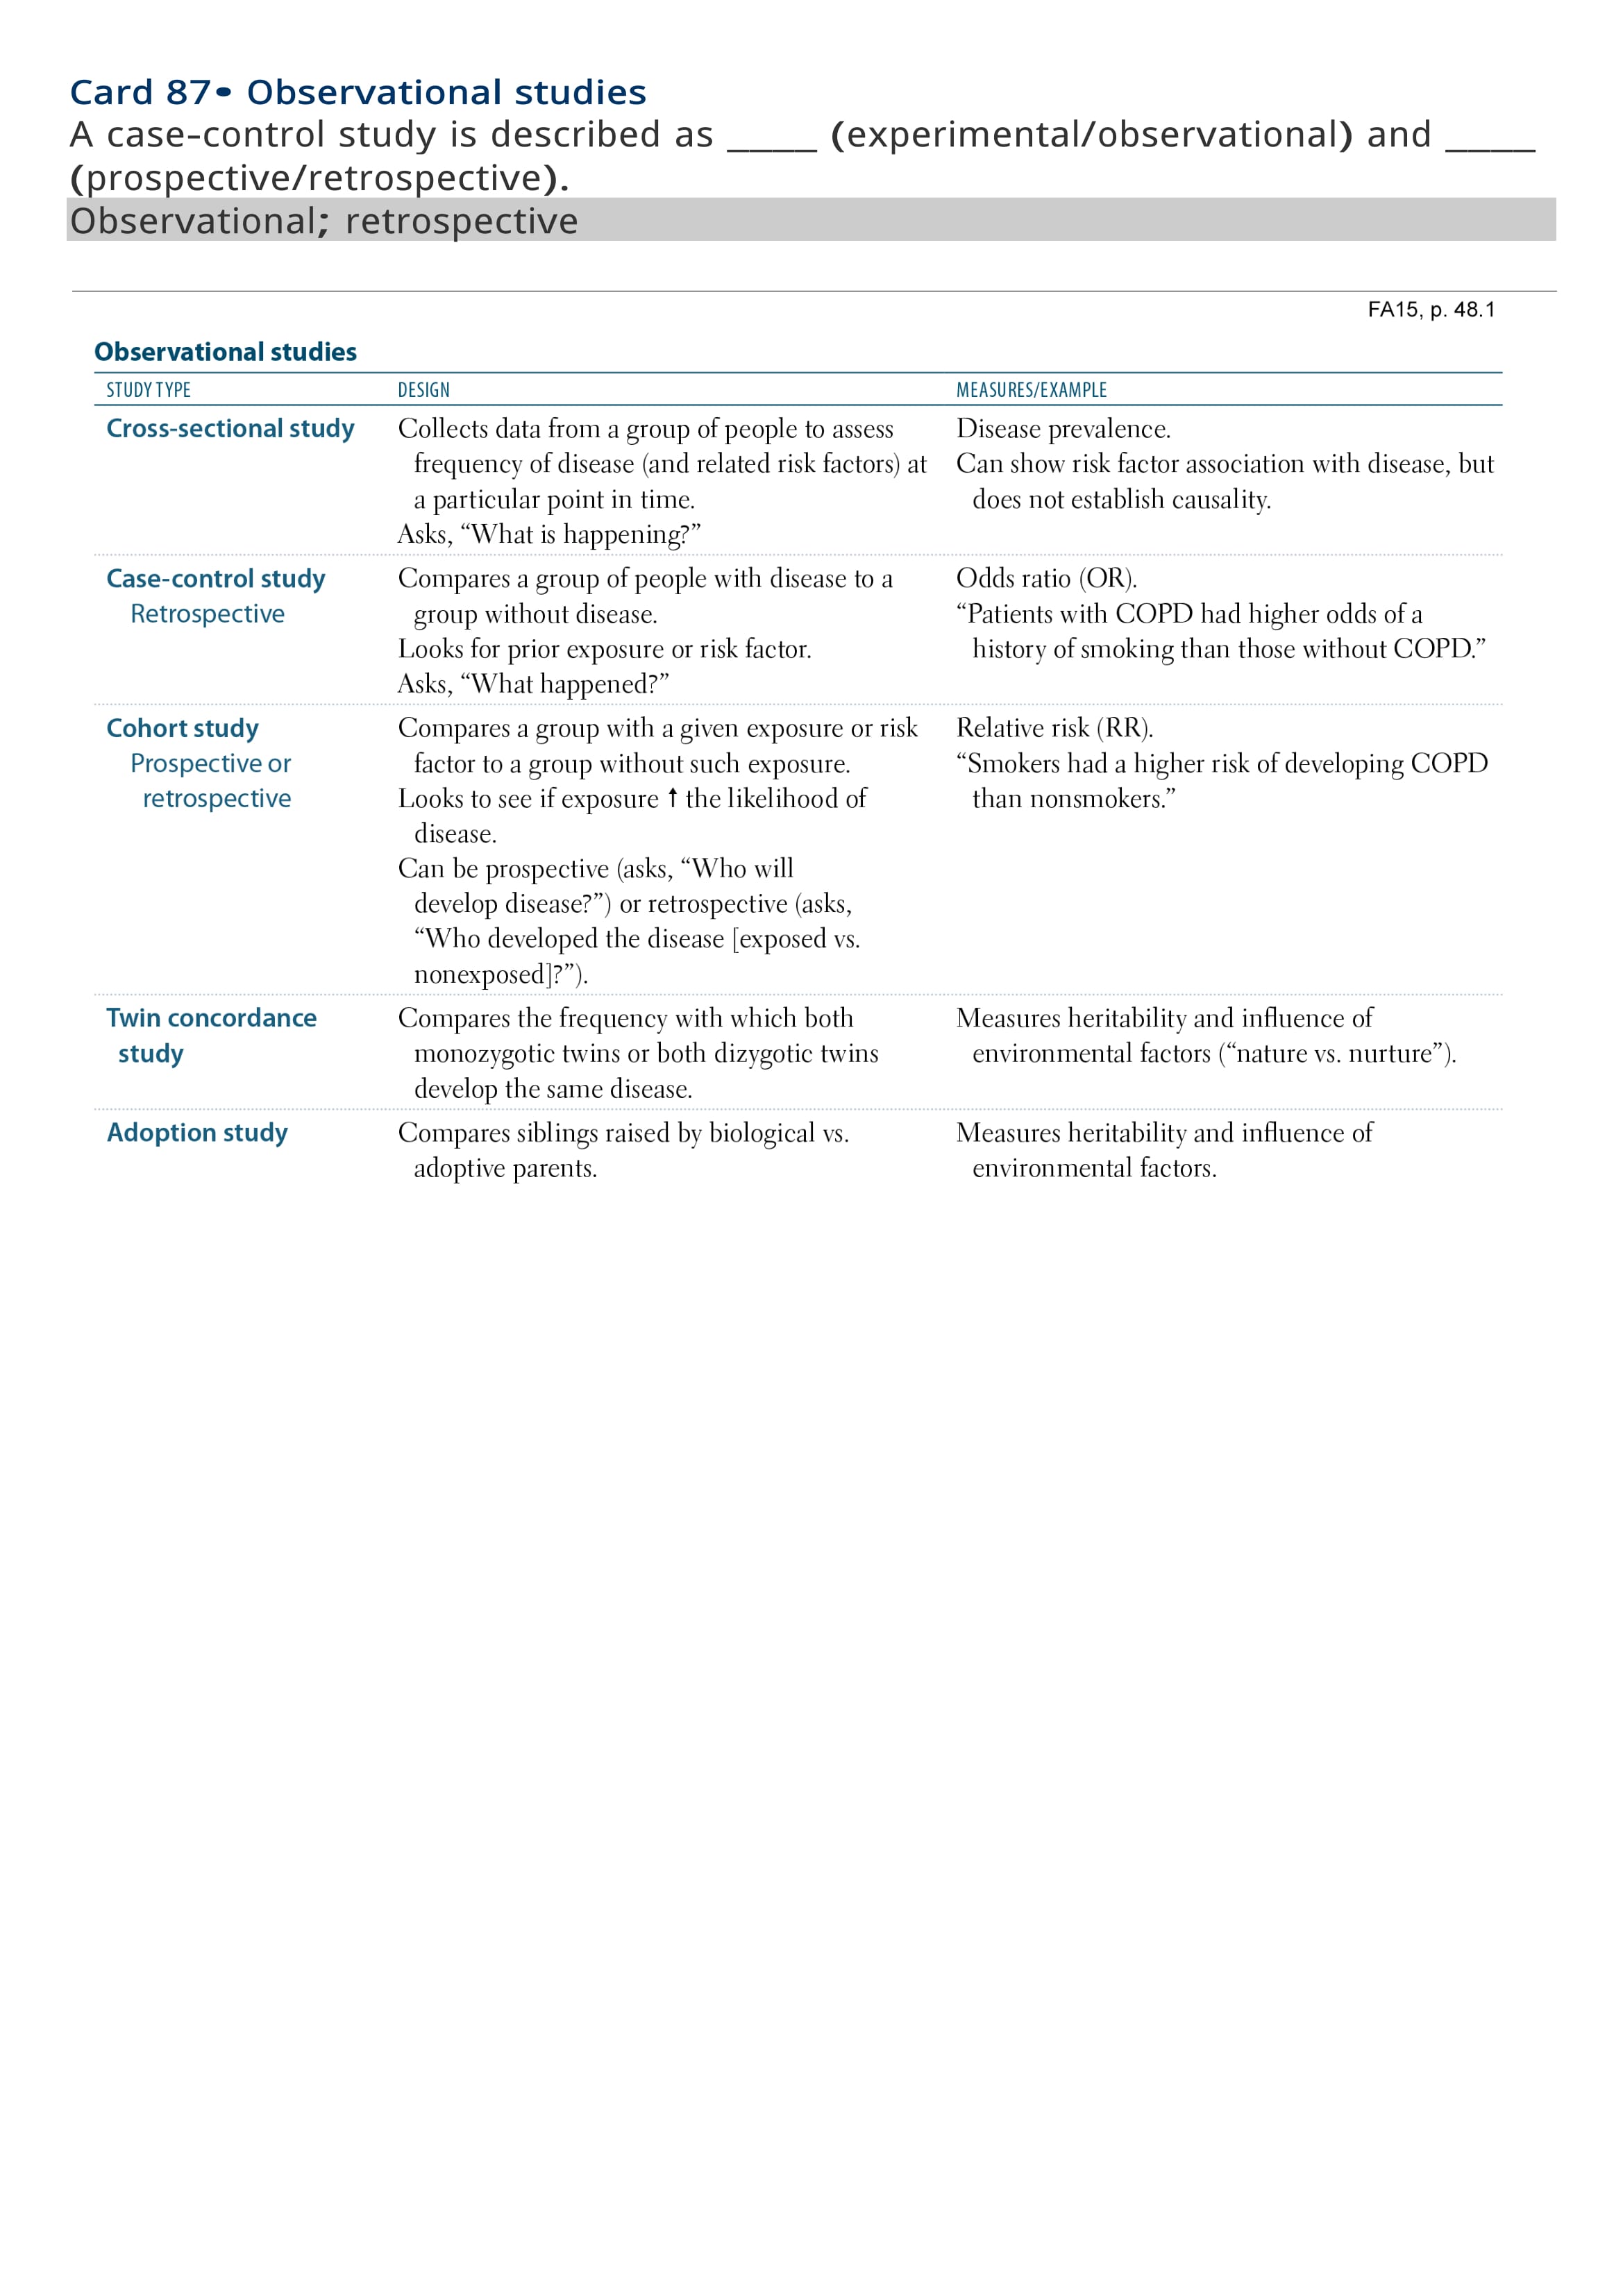 Card 87• Observational studies
A case-control study is described as ____ (experimental/observational) and ____
(prospective/retrospective).
Observational; retrospective
FA15, p. 48.1
Observational studies
STUDY TYPE DESIGN MEASURES/EXAMPLE
Cross-sectional study Collects data from a group of people to assess Disease prevalence.
frequency of disease (and related risk factors) at Can show risk factor association with disease, but
a particular point in time. does not establish causality.
Asks, “What is happening?”
Case-control study Compares a group of people with disease to a Odds ratio (OR).
Retrospective group without disease. “Patients with COPD had higher odds of a
Looks for prior exposure or risk factor. history of smoking than those without COPD.”
Asks, “What happened?”
Cohort study Compares a group with a given exposure or risk Relative risk (RR).
Prospective or factor to a group without such exposure. “Smokers had a higher risk of developing COPD
retrospective Looks to see if exposure ↑ the likelihood of than nonsmokers.”
disease.
Can be prospective (asks, “Who will
develop disease?”) or retrospective (asks,
“Who developed the disease [exposed vs.
nonexposed]?”).
Twin concordance Compares the frequency with which both Measures heritability and influence of
study monozygotic twins or both dizygotic twins environmental factors (“nature vs. nurture”).
develop the same disease.
Adoption study Compares siblings raised by biological vs. Measures heritability and influence of
adoptive parents. environmental factors.